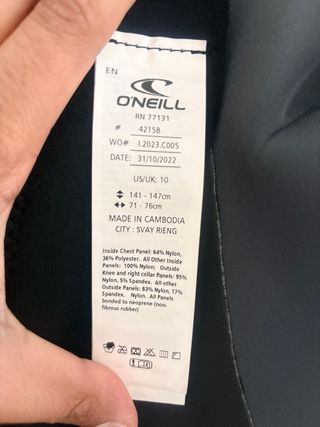 EN
O'NEILL
RN 77131
# 4215B
WO# I.2023.C005
DATE: 31/10/2022
US/UK: 10
141 - 147cm
71 - 76cm
MADE IN CAMBODIA
CITY : SVAY RIENG
Inside Chest Panel: 64% Nylon,
36% Polyester. All Other Inside
Panels: 100% Nylon; Outside
Knee and right collar Panels: 95%
Nylon, 5% Spandex. All other
Outside Panels: 83% Nylon, 17%
Spandex. Nylon. All Panels
bonded to neoprene (non-
fibrous rubber)